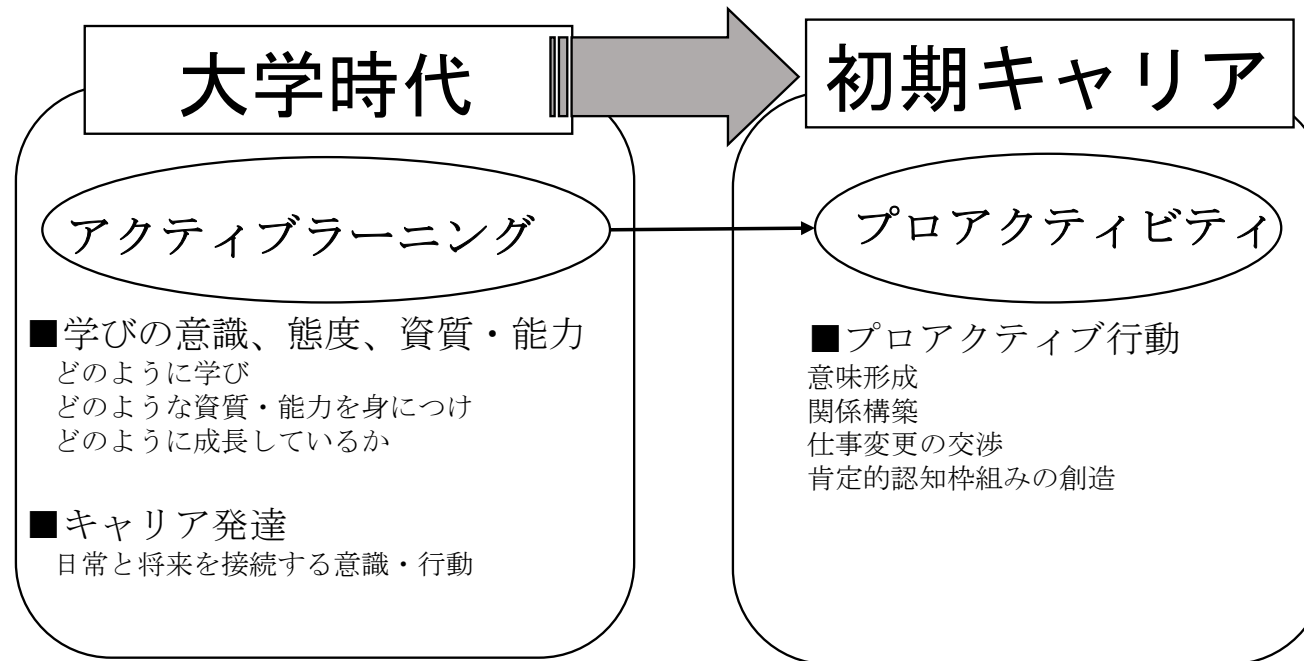 大学時代
アクティブラーニング
■学びの意識、態度、資質・能力
どのように学び
どのような資質・能力を身につけ
どのように成長しているか
■キャリア発達
日常と将来を接続する意識・行動
初期キャリア
プロアクティビティ
■プロアクティブ行動
意味形成
関係構築
仕事変更の交渉
肯定的認知枠組みの創造